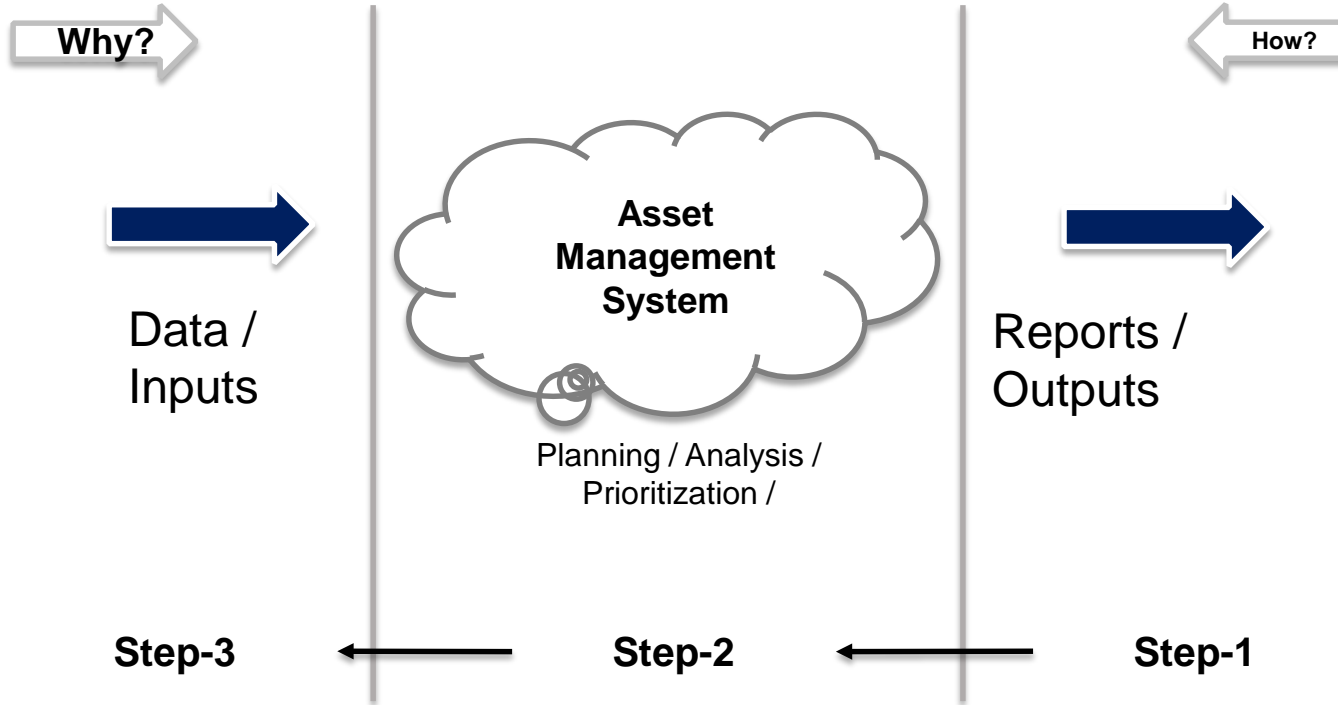 Why?
How?
Asset
Management
System
Data /
Inputs
Reports /
Outputs
Planning / Analysis /
Prioritization /
Step-3
Step-2
Step-1